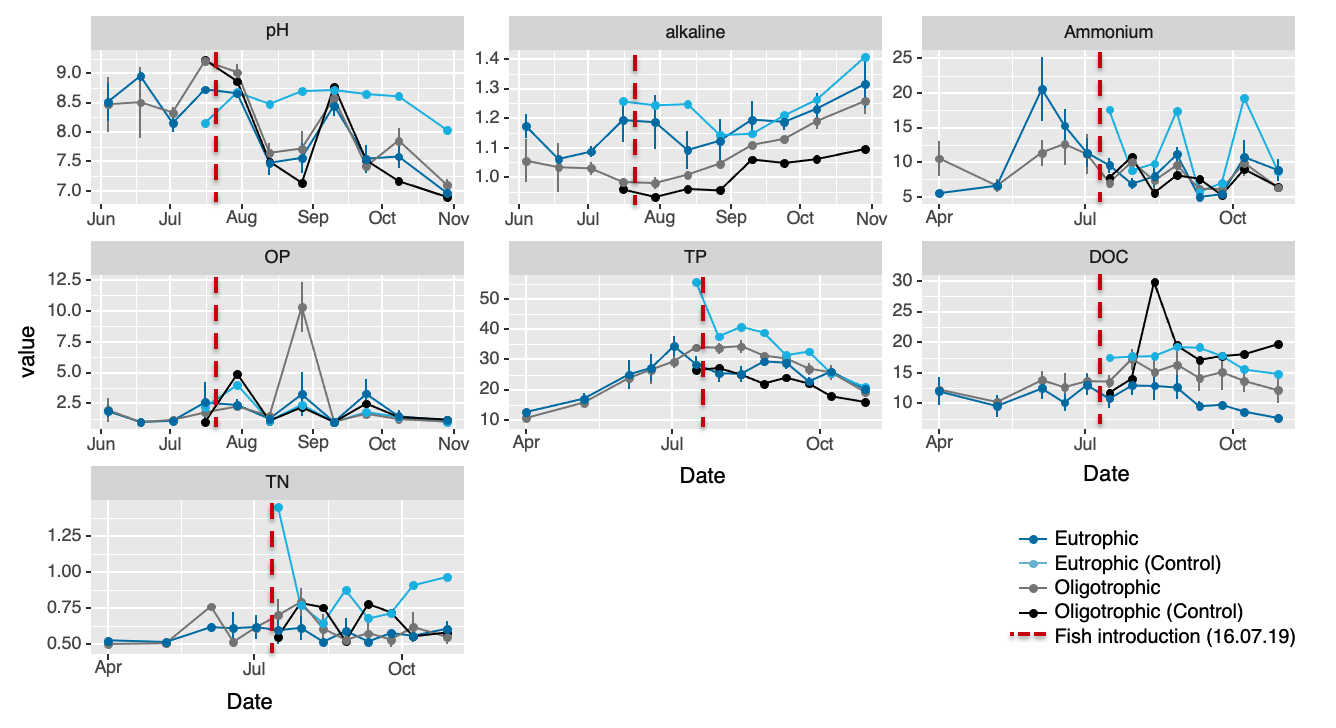 pH
alkaline
Ammonium
9.0
8.5
8.0
7.5
7.0
Jun Jul Aug Sep Oct Nov
1.4
1.3
1.2
1.1
1.0
Jun Jul Aug Sep Oct Nov
25
20
15
10
5
Apr Jul Oct
value
OP
TP
DOC
12.5
10.0
7.5
5.0
2.5
Jun Jul Aug Sep Oct Nov
50
40
30
20
10
Apr Jul Oct
Date
30
25
20
15
10
Apr Jul Oct
Date
TN
1.25
1.00
0.75
0.50
Apr Jul Oct
Date
Eutrophic
Eutrophic (Control)
Oligotrophic
Oligotrophic (Control)
Fish introduction (16.07.19)